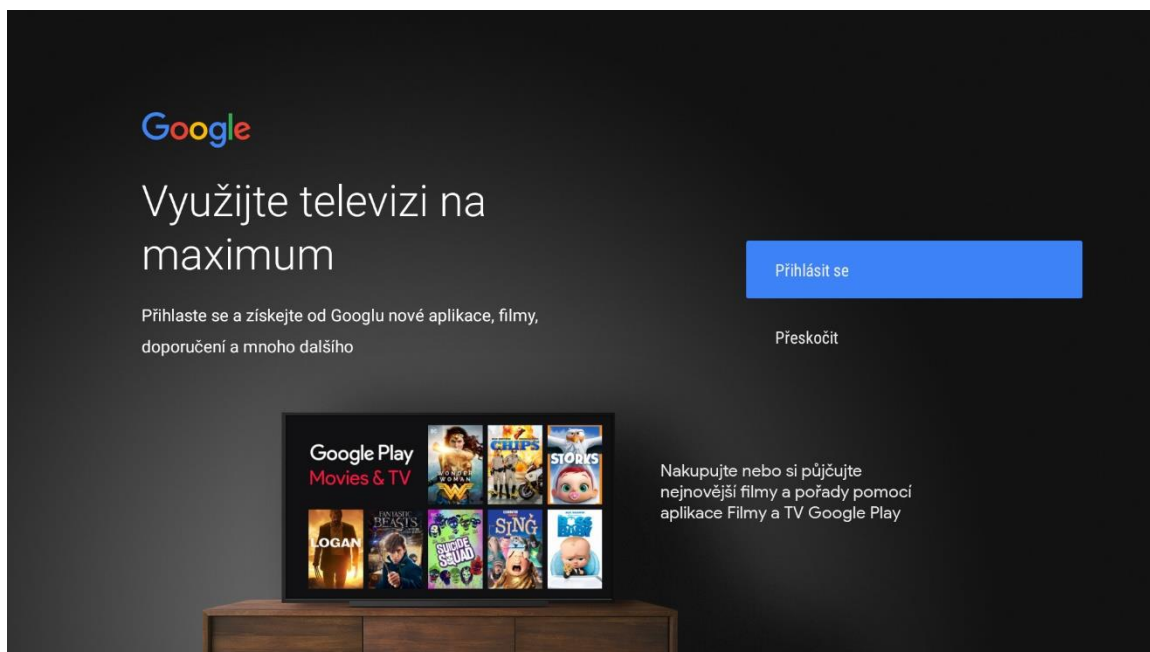 Google
Využijte televizi na
maximum
Přihlaste se a získejte od Googlu nové aplikace, filmy,
doporučení a mnoho dalšího
Přihlásit se
Přeskočit
Google Play
Movies & TV
WONDER
WOMAN
CHIPS
STORKS
LOGAN
FANTASTIC
BEASTS
SUICIDE
SQUAD
SING
BOSS
BABY
Nakupujte nebo si půjčujte
nejnovější filmy a pořady pomocí
aplikace Filmy a TV Google Play